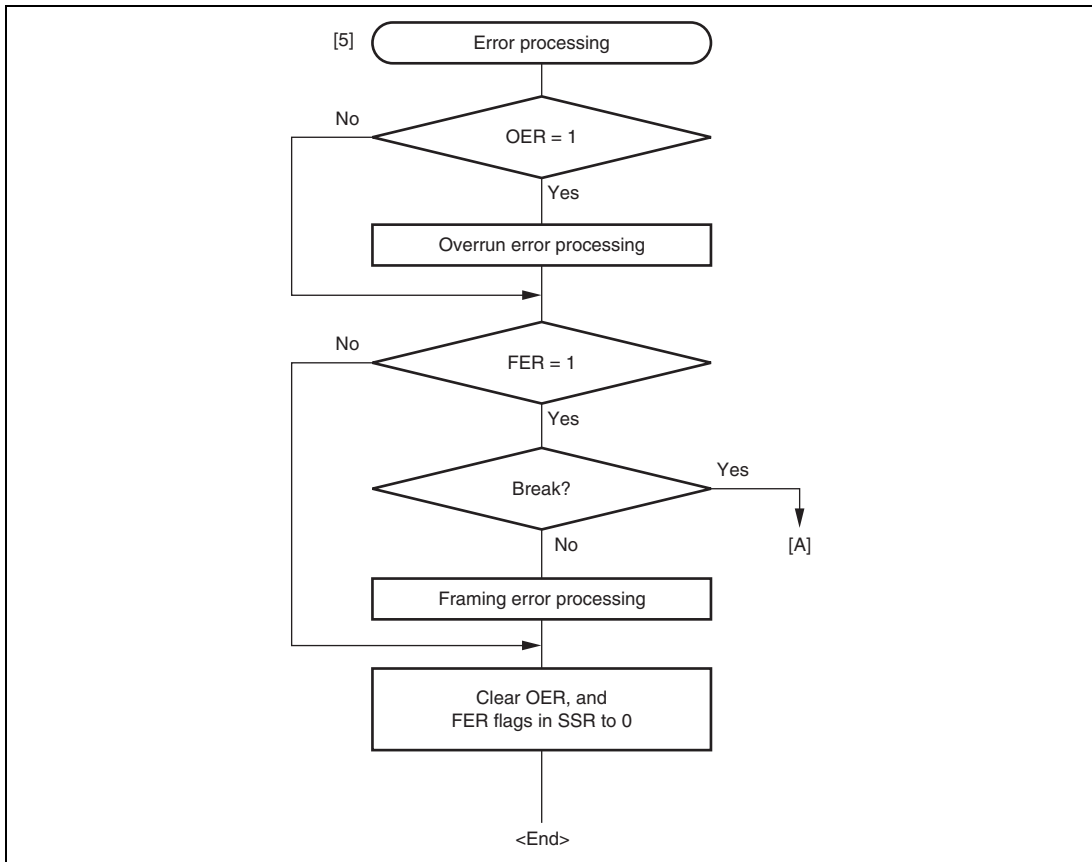 [5]
Error processing
No
OER = 1
Yes
Overrun error processing
No
FER = 1
Yes
Break?
Yes
No
[A]
Framing error processing
Clear OER, and
FER flags in SSR to 0
<End>